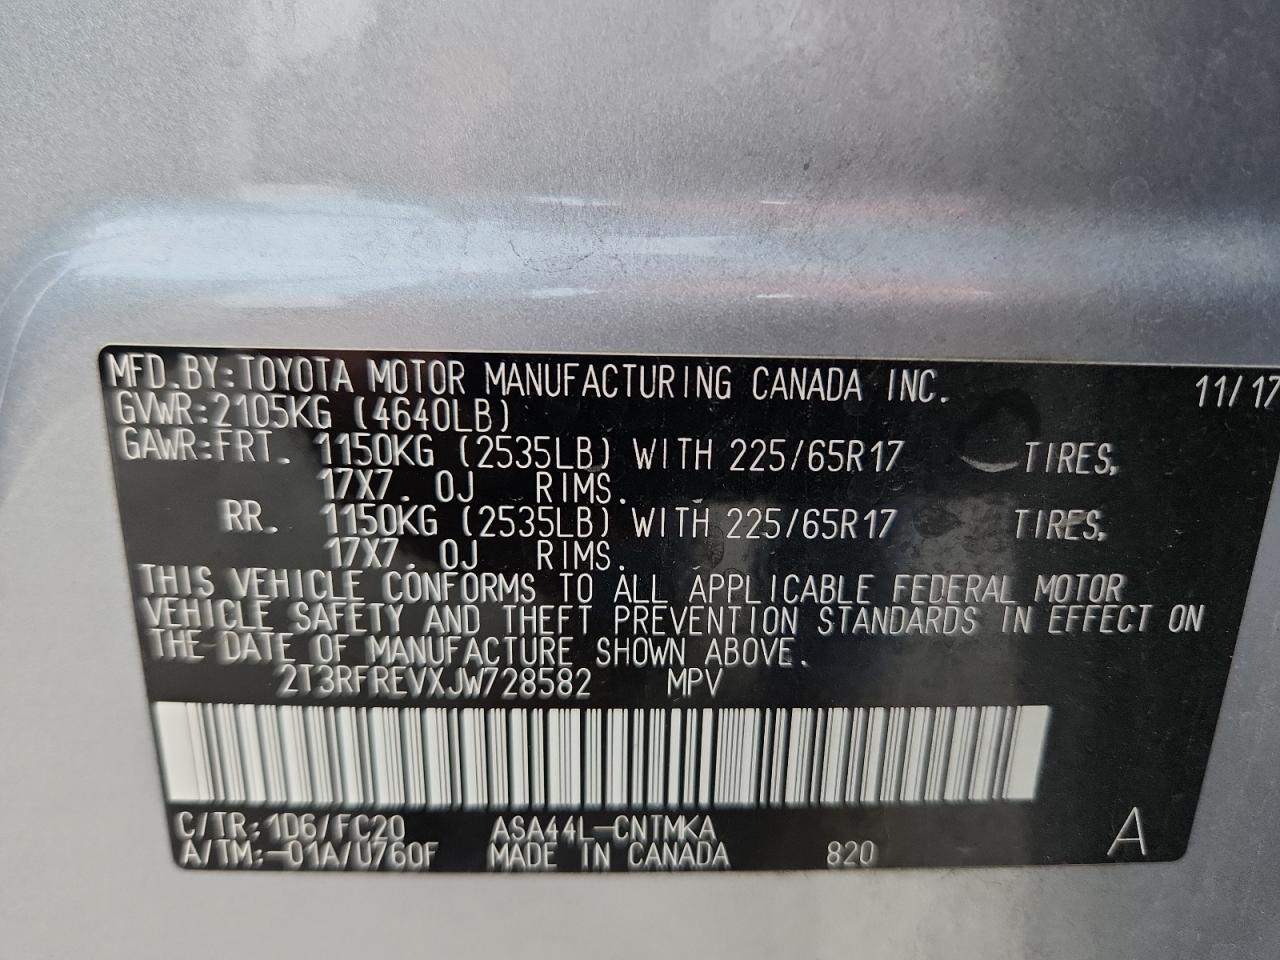 MFD. BY: TOYOTA MOTOR MANUFACTURING CANADA INC. 11/17
GVWR: 2105KG (4640LB)
GAWR: FRT. 1150KG (2535LB) WITH 225/65R17 TIRES,
17X7. 0J RIMS.
RR. 1150KG (2535LB) WITH 225/65R17 TIRES,
17X7. 0J RIMS.
THIS VEHICLE CONFORMS TO ALL APPLICABLE FEDERAL MOTOR
VEHICLE SAFETY AND THEFT PREVENTION STANDARDS IN EFFECT ON
THE DATE OF MANUFACTURE SHOWN ABOVE.
2T3RFREVXJW728582 MPV
C/TR: 1D6/FC20 ASA44L-CNTMKA A
A/TM: -01A/U760F MADE IN CANADA 820